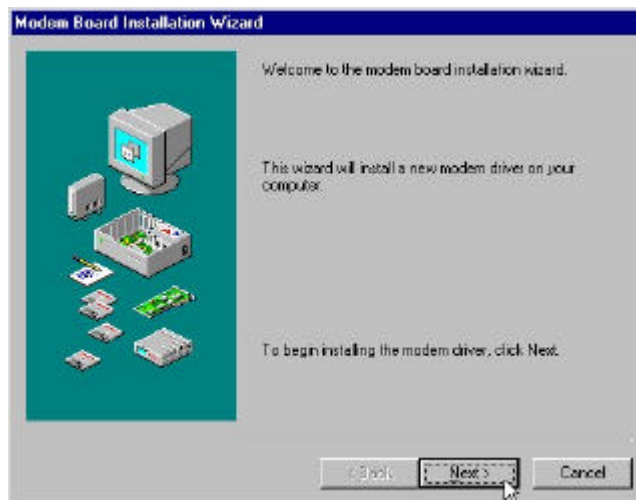 Modem Board Installation Wizard
Welcome to the modem board installation wizard.
This wizard will install a new modem driver on your
computer.
To begin installing the modem driver, click Next.
< Back
Next >
Cancel